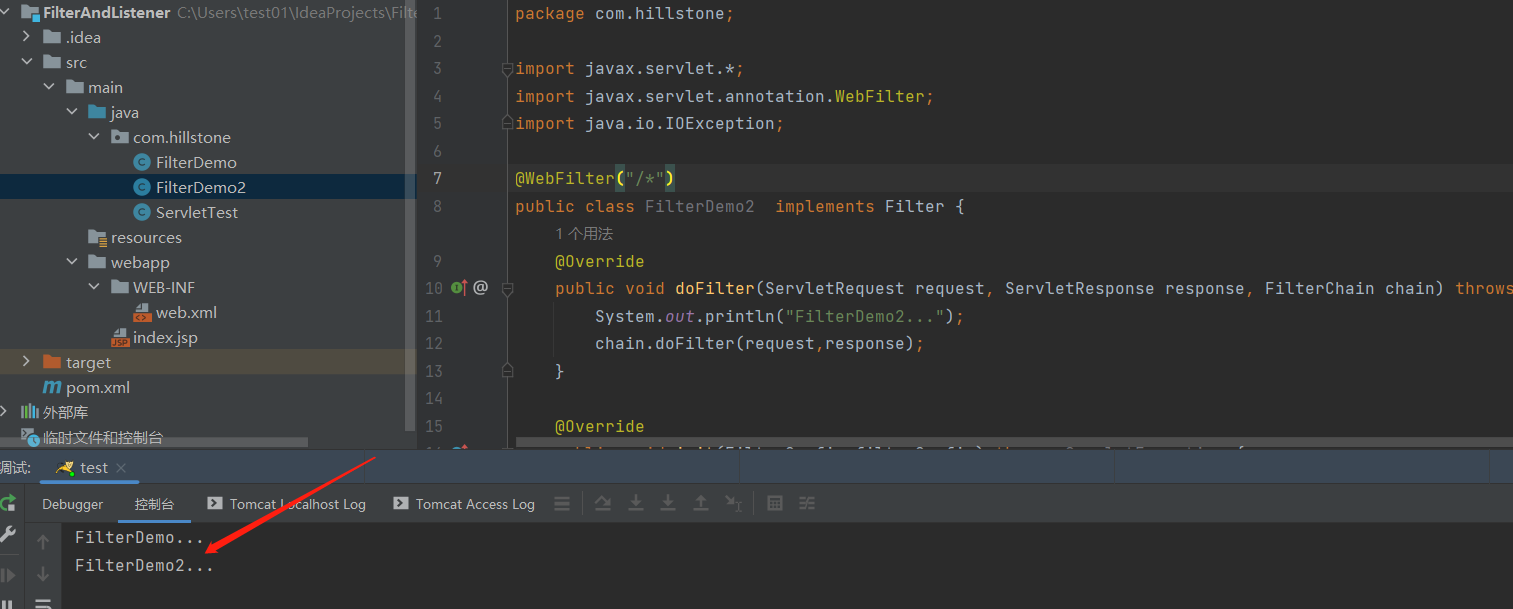 FilterAndListener C:\Users\test01\IdeaProjects\Filte
.idea
src
main
java
com.hillstone
FilterDemo
FilterDemo2
ServletTest
resources
webapp
WEB-INF
web.xml
index.jsp
target
pom.xml
外部库
临时文件和控制台
1 package com.hillstone;
2
3 import javax.servlet.*;
4 import javax.servlet.annotation.WebFilter;
5 import java.io.IOException;
6
7 @WebFilter("/*")
8 public class FilterDemo2 implements Filter {
1 个用法
9 @Override
10 public void doFilter(ServletRequest request, ServletResponse response, FilterChain chain) throws
11 System.out.println("FilterDemo2...");
12 chain.doFilter(request,response);
13 }
14
15 @Override
调试: test
Debugger 控制台 Tomcat Localhost Log Tomcat Access Log
FilterDemo...
FilterDemo2...